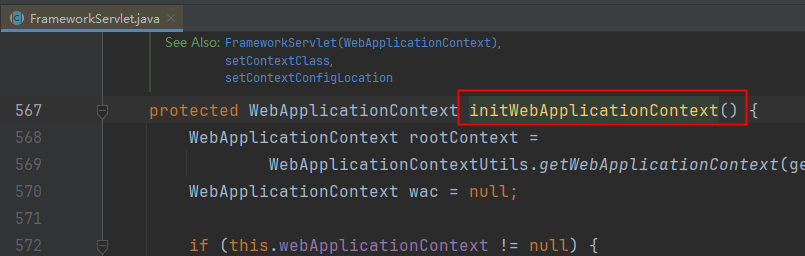 FrameworkServlet.java
See Also: FrameworkServlet(WebApplicationContext),
setContextClass,
setContextConfigLocation
567 protected WebApplicationContext initWebApplicationContext() {
568 WebApplicationContext rootContext =
569 WebApplicationContextUtils.getWebApplicationContext(ge
570 WebApplicationContext wac = null;
571
572 if (this.webApplicationContext != null) {